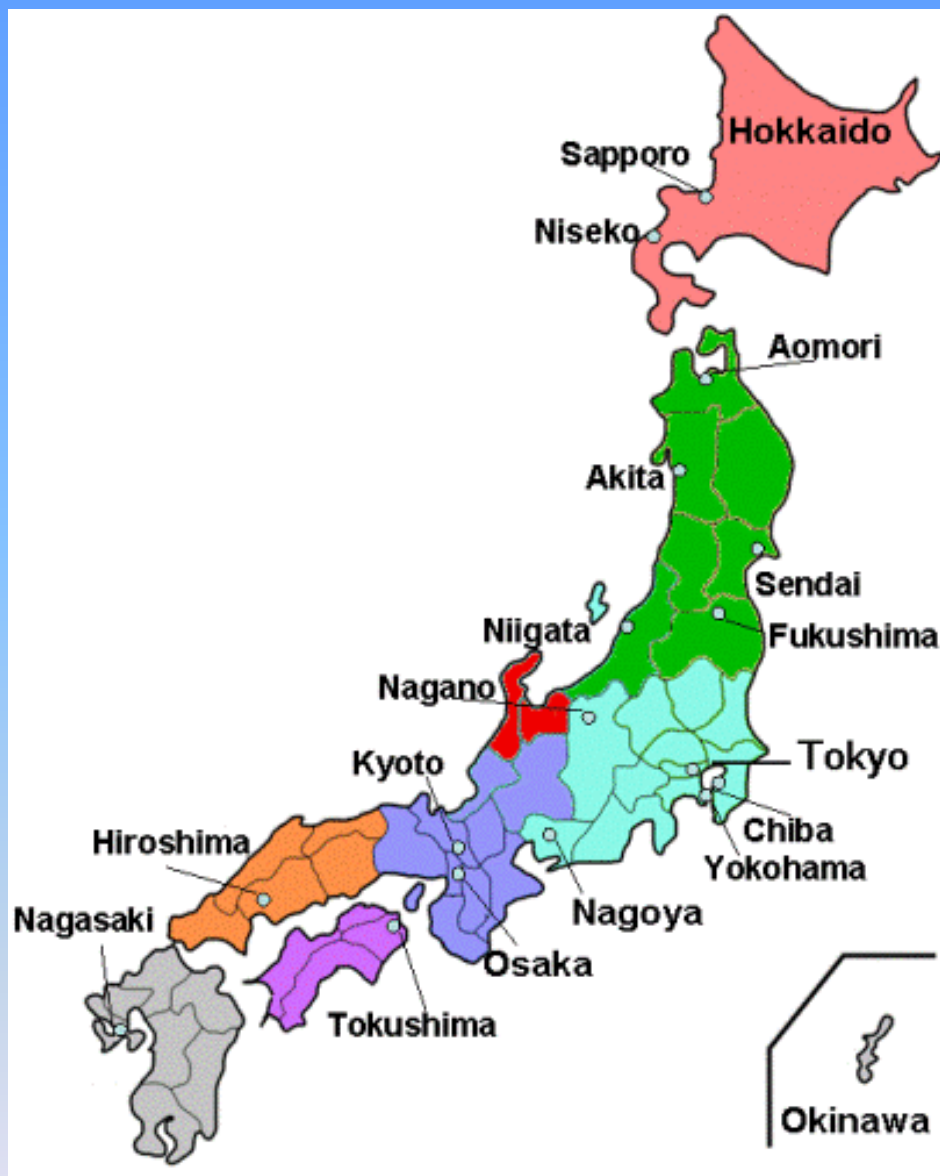 Hokkaido
Sapporo
Niseko
Aomori
Akita
Sendai
Niigata
Fukushima
Nagano
Tokyo
Kyoto
Chiba
Hiroshima
Yokohama
Nagasaki
Nagoya
Osaka
Tokushima
Okinawa